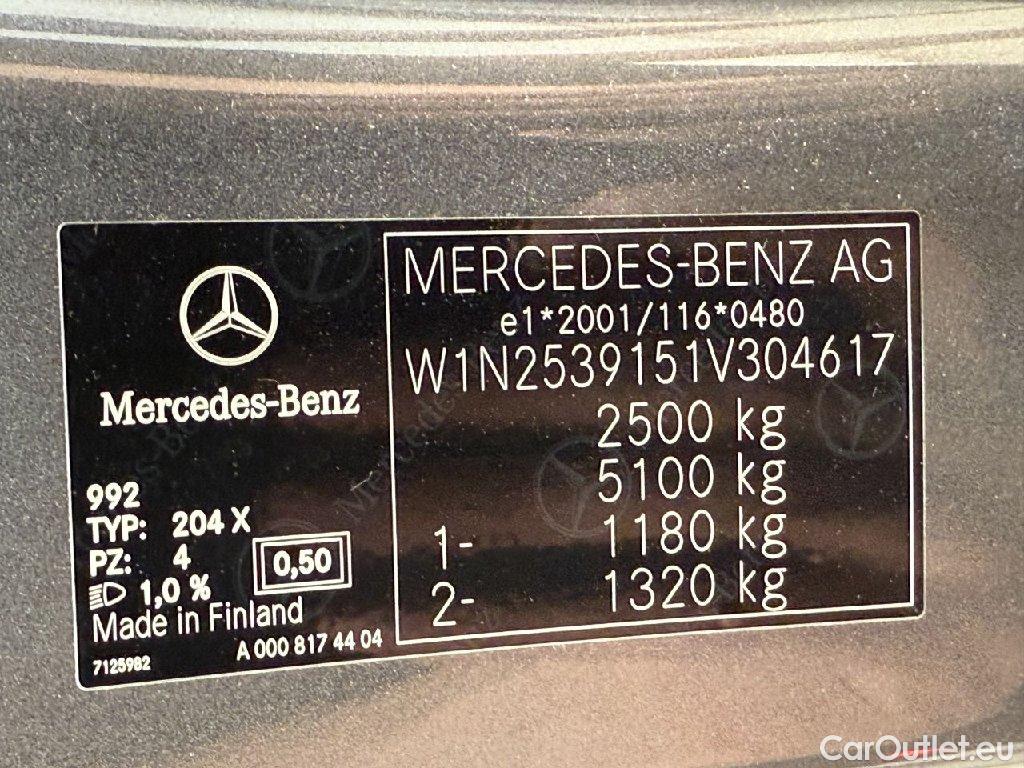 Mercedes-Benz
992
TYP: 204 X
PZ: 4
1,0 %
0,50
Made in Finland
7125982
A 000 817 44 04
MERCEDES-BENZ AG
e1*2001/116*0480
W1N2539151V304617
2500 kg
5100 kg
1- 1180 kg
2- 1320 kg
CarOutlet.eu